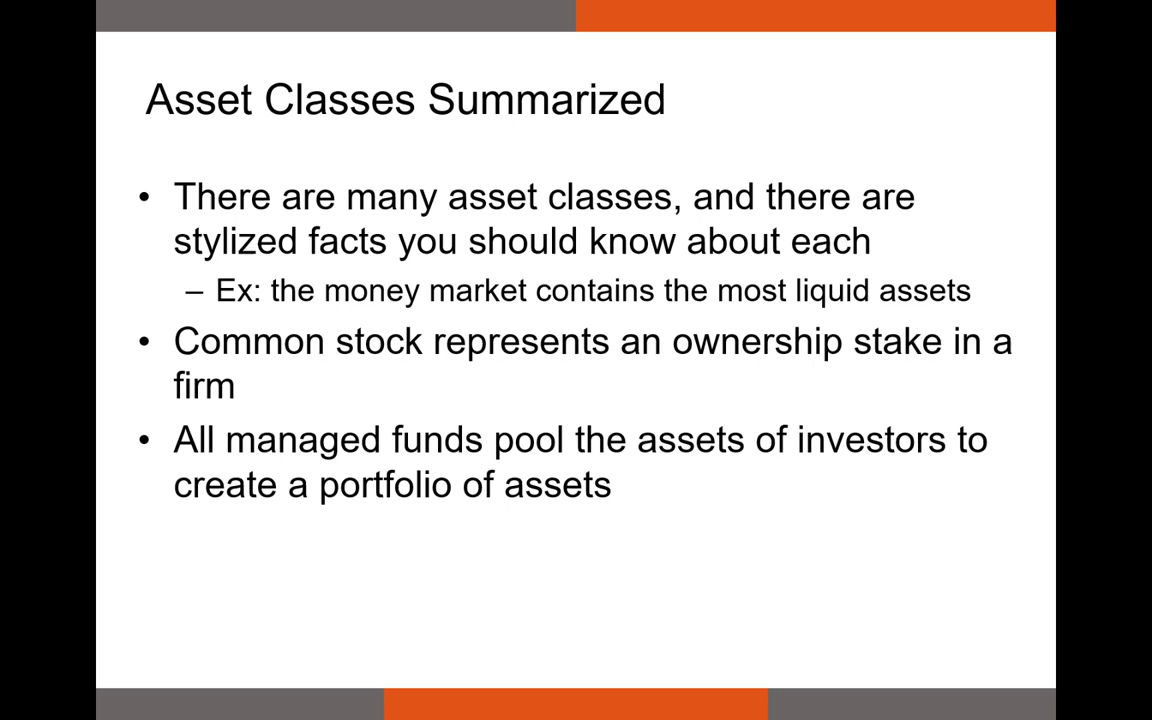 Asset Classes Summarized
• There are many asset classes, and there are
stylized facts you should know about each
– Ex: the money market contains the most liquid assets
• Common stock represents an ownership stake in a
firm
• All managed funds pool the assets of investors to
create a portfolio of assets